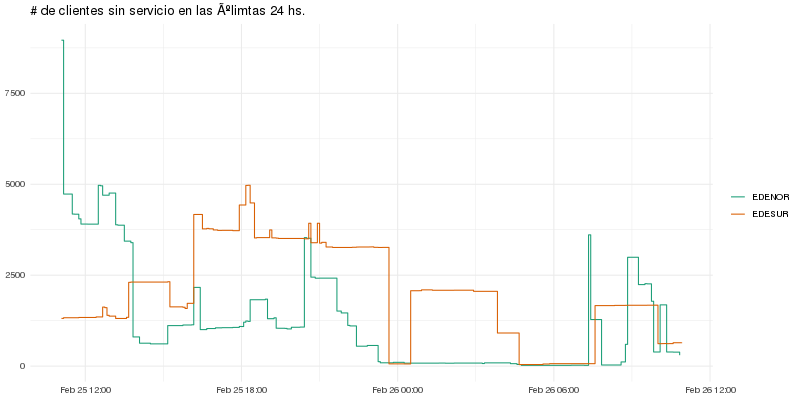 # de clientes sin servicio en las Ãºlimtas 24 hs.
7500
5000
2500
0
Feb 25 12:00
Feb 25 18:00
Feb 26 00:00
Feb 26 06:00
Feb 26 12:00
EDENOR
EDESUR